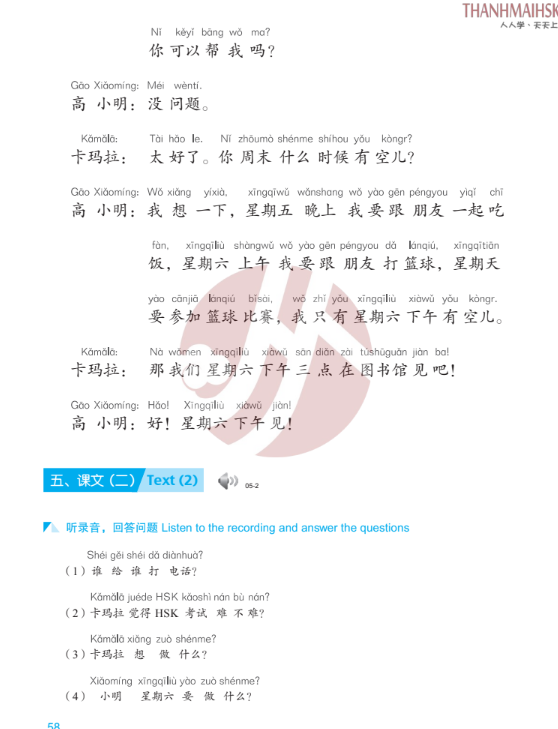 THANHMAIHSK
人人学·天天上
Nǐ kěyǐ bāng wǒ ma?
你 可以 帮 我 吗?
Gāo Xiǎomíng: Méi wèntí.
高 小明: 没 问题。
Kǎmǎlā: Tài hǎo le. Nǐ zhōumò shénme shíhou yǒu kòngr?
卡玛拉: 太 好了。你 周末 什么 时候 有 空儿?
Gāo Xiǎomíng: Wǒ xiǎng yíxià, xīngqīwǔ wǎnshang wǒ yào gēn péngyou yìqǐ chī
高 小明: 我 想 一下, 星期五 晚上 我 要 跟 朋友 一起 吃
fàn, xīngqīliù shàngwǔ wǒ yào gēn péngyou dǎ lánqiú, xīngqītiān
饭, 星期六 上午 我 要 跟 朋友 打 篮球, 星期天
yào cānjiā lánqiú bǐsài, wǒ zhǐ yǒu xīngqīliù xiàwǔ yǒu kòngr.
要 参加 篮球 比赛, 我 只 有 星期六 下午 有 空儿。
Kǎmǎlā: Nà wǒmen xīngqīliù xiàwǔ sān diǎn zài túshūguǎn jiàn ba!
卡玛拉: 那 我们 星期六 下午 三 点 在 图书馆 见 吧!
Gāo Xiǎomíng: Hǎo! Xīngqīliù xiàwǔ jiàn!
高 小明: 好! 星期六 下午 见!
五、课文(二) Text (2) 05-2
听录音,回答问题 Listen to the recording and answer the questions
Shéi gěi shéi dǎ diànhuà?
(1)谁 给 谁 打 电话?
Kǎmǎlā juéde HSK kǎoshì nán bù nán?
(2)卡玛拉 觉得 HSK 考试 难 不 难?
Kǎmǎlā xiǎng zuò shénme?
(3)卡玛拉 想 做 什么?
Xiǎomíng xīngqīliù yào zuò shénme?
(4) 小明 星期六 要 做 什么?
58